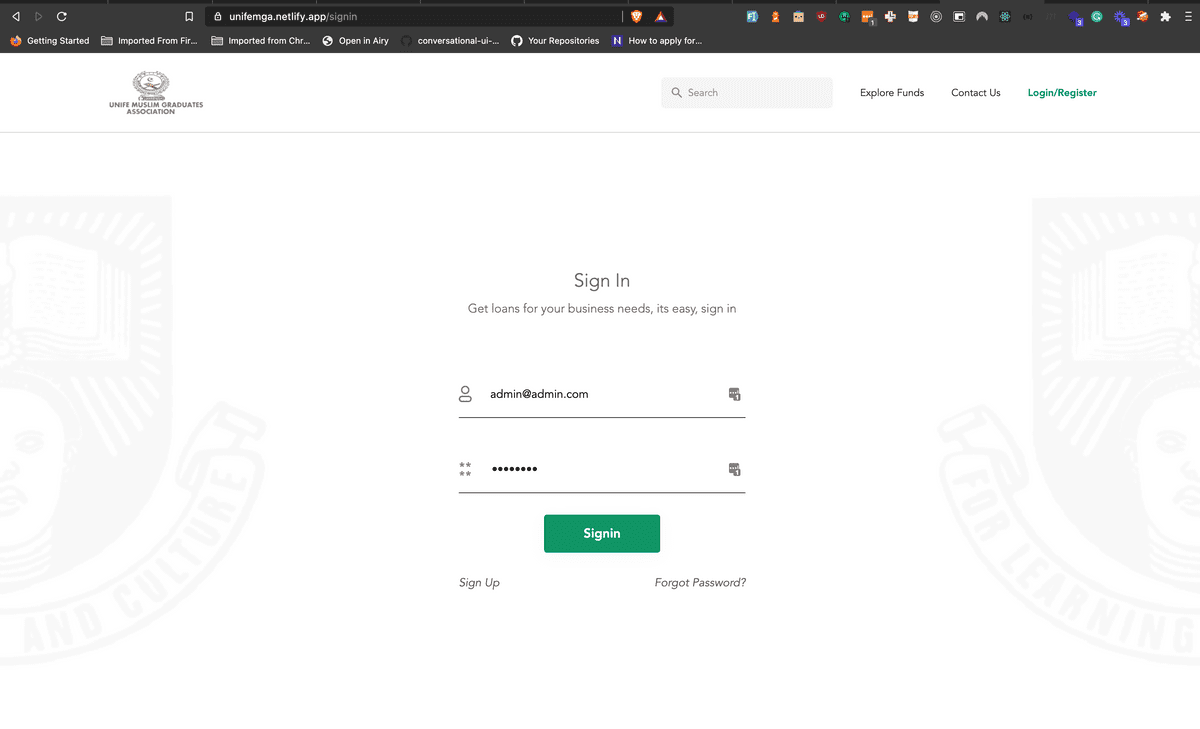 unifemga.netlify.app/signin
Getting Started
Imported From Fir...
Imported from Chr...
Open in Airy
conversational-ui-...
Your Repositories
N How to apply for...
UNIFE MUSLIM GRADUATES
ASSOCIATION
Search
Explore Funds
Contact Us
Login/Register
Sign In
Get loans for your business needs, its easy, sign in
admin@admin.com
••••••••
Signin
Sign Up
Forgot Password?
AND CULTURE
FOR LEARNING